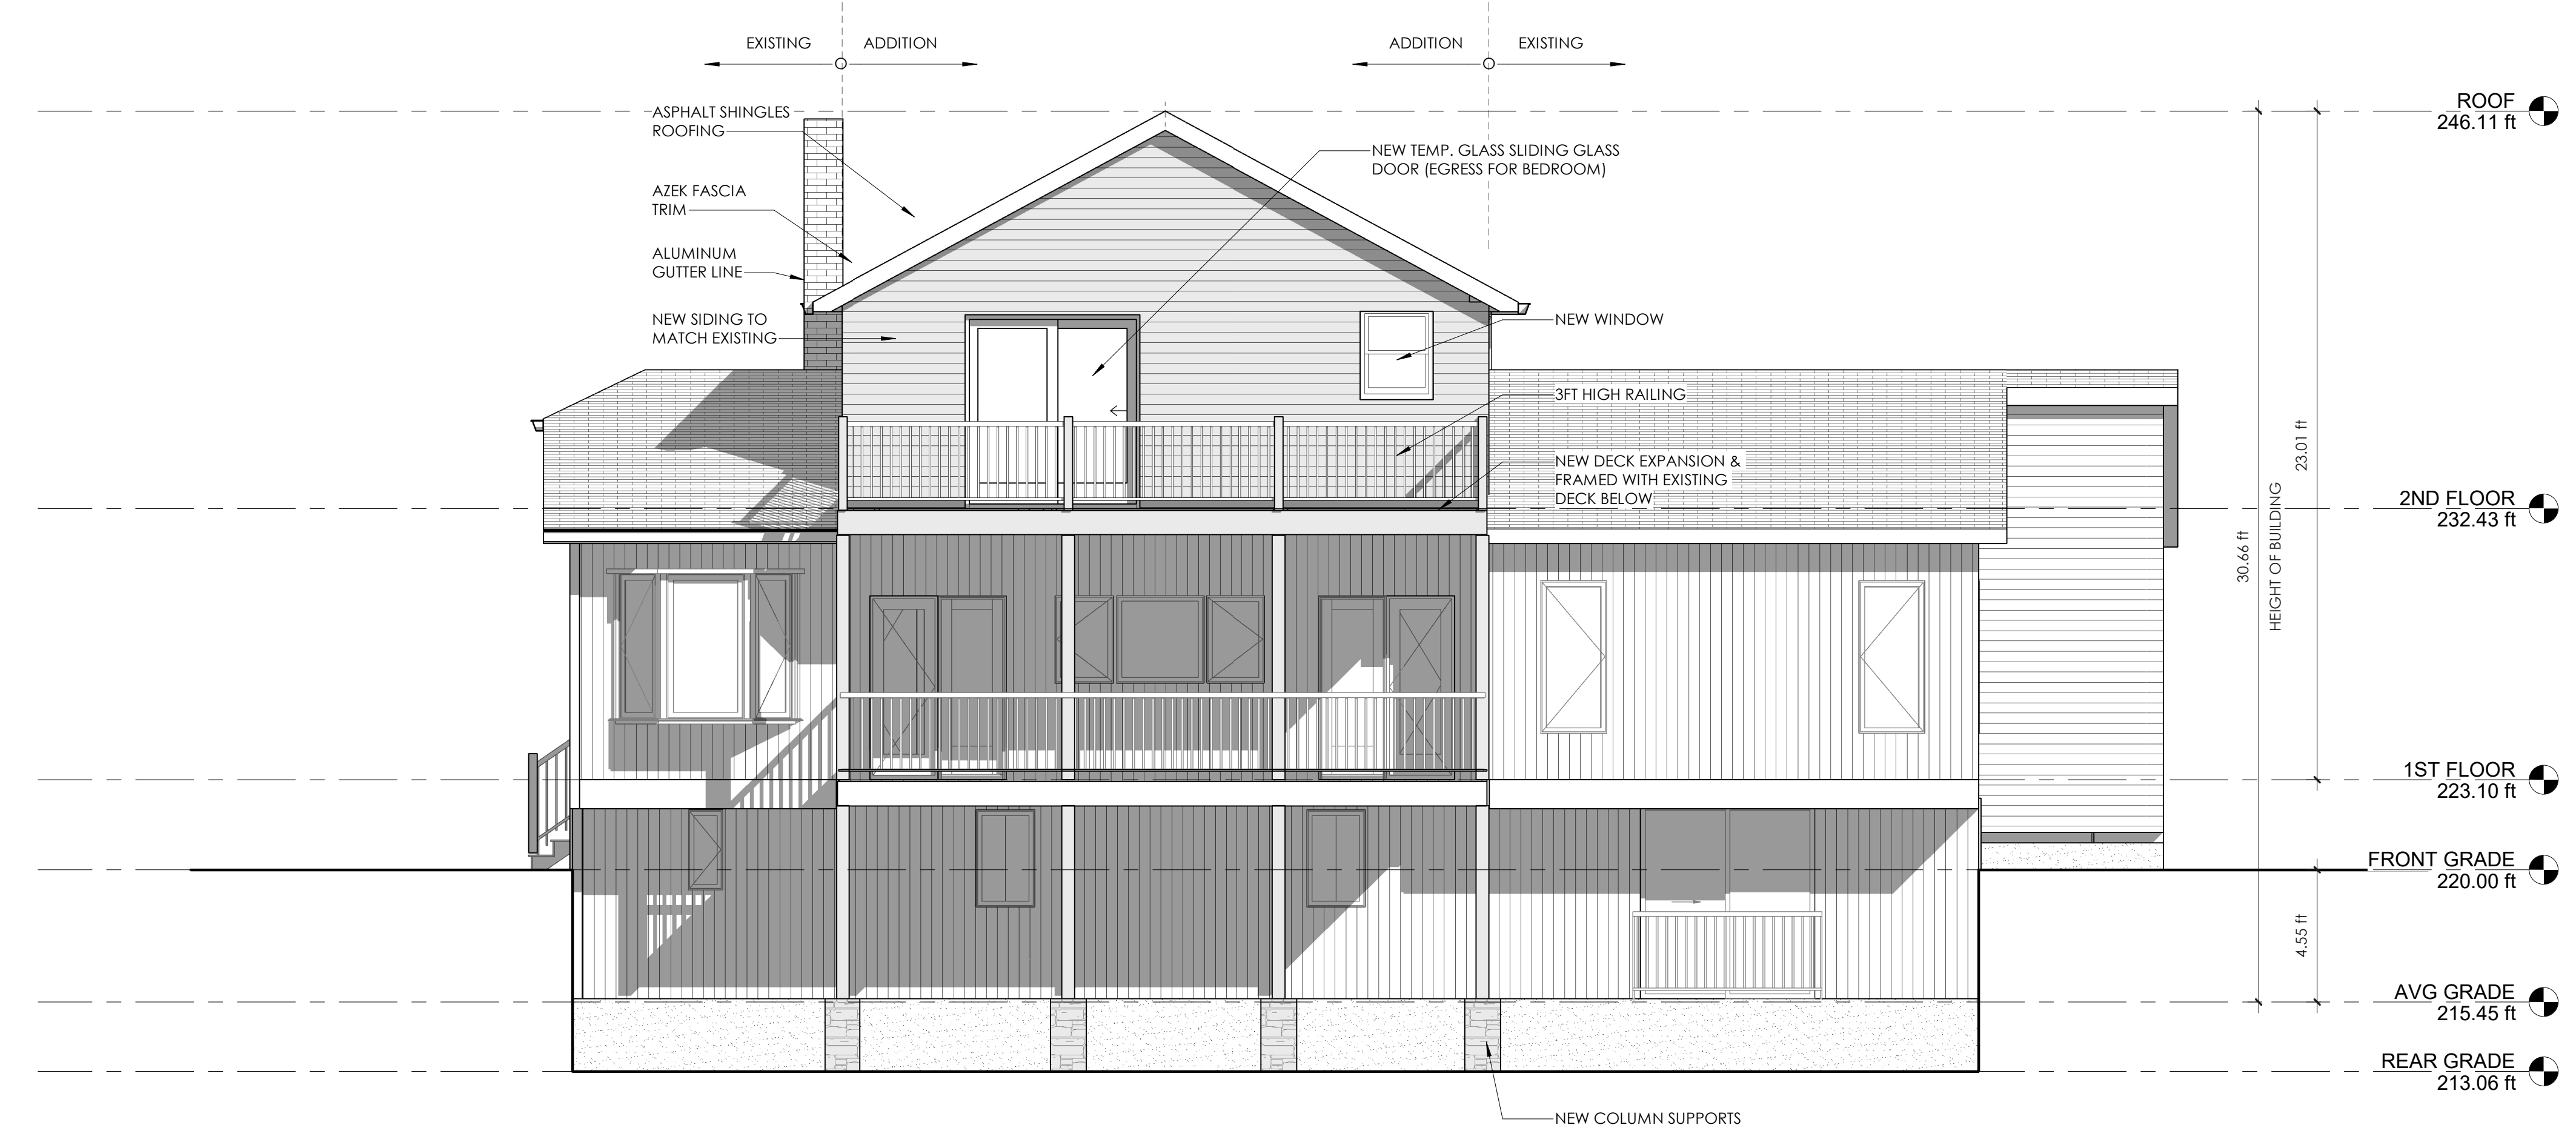 EXISTING
ADDITION
ADDITION
EXISTING
ASPHALT SHINGLES
ROOFING
AZEK FASCIA
TRIM
ALUMINUM
GUTTER LINE
NEW SIDING TO
MATCH EXISTING
NEW TEMP. GLASS SLIDING GLASS
DOOR (EGRESS FOR BEDROOM)
NEW WINDOW
3FT HIGH RAILING
NEW DECK EXPANSION &
FRAMED WITH EXISTING
DECK BELOW
NEW COLUMN SUPPORTS
30.66 ft
HEIGHT OF BUILDING
23.01 ft
4.55 ft
ROOF
246.11 ft
2ND FLOOR
232.43 ft
1ST FLOOR
223.10 ft
FRONT GRADE
220.00 ft
AVG GRADE
215.45 ft
REAR GRADE
213.06 ft